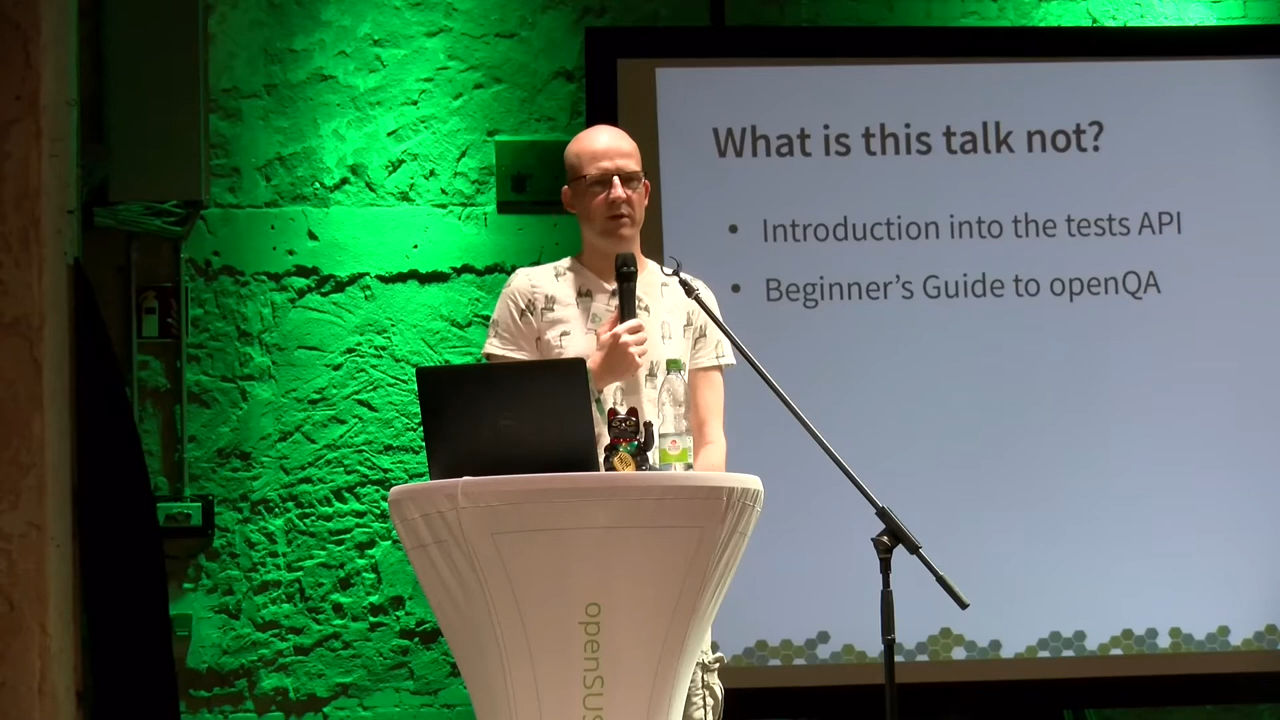 What is this talk not?
• Introduction into the tests API
• Beginner's Guide to openQA
openSUS